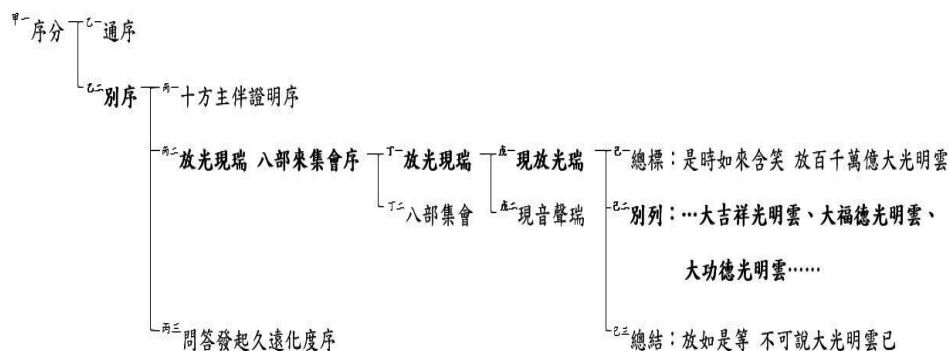 甲一序分 乙一通序
乙二別序 丙一十方主伴證明序
丙二放光現瑞 八部來集會序 丁一放光現瑞 戊一現放光瑞 己一總標：是時如來含笑 放百千萬億大光明雲
丁二八部集會 戊二現音聲瑞 己二別列：…大吉祥光明雲、大福德光明雲、
大功德光明雲……
丙三問答發起久遠化度序 己三總結：放如是等 不可說大光明雲已